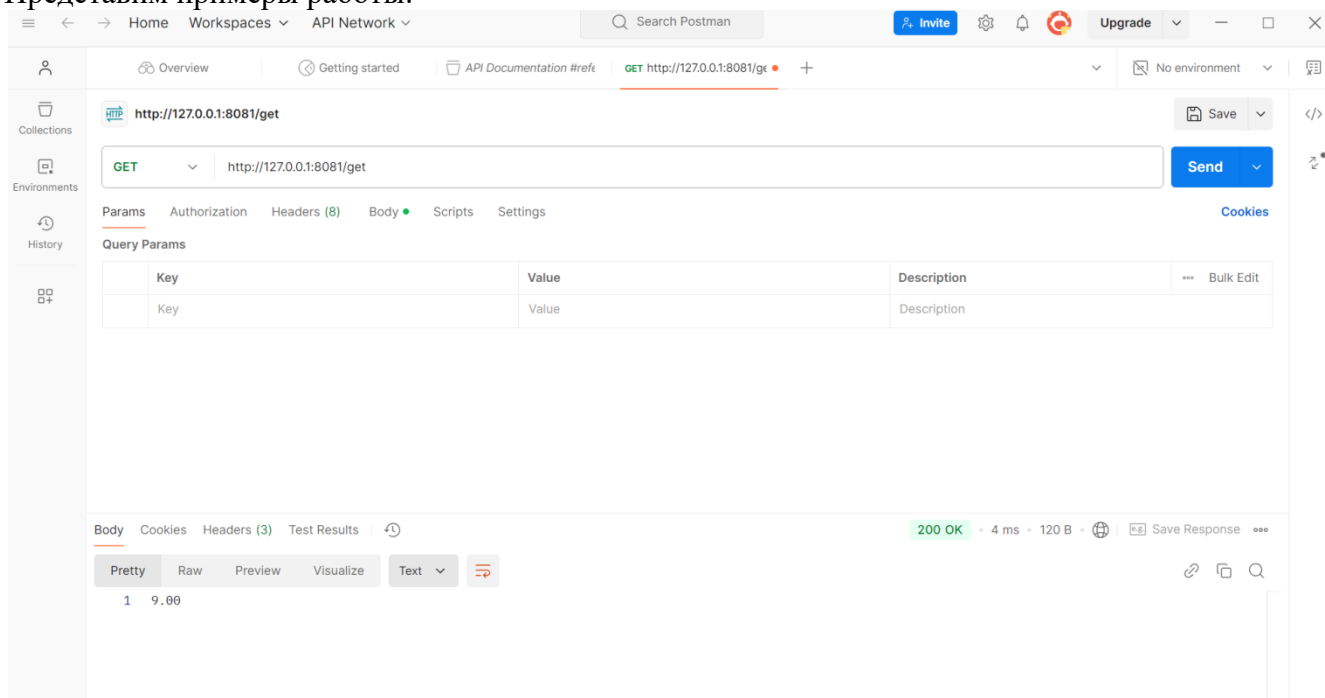 Представим примеры работы:
Home Workspaces API Network Search Postman Invite Upgrade
Overview Getting started API Documentation #refe GET http://127.0.0.1:8081/ge + No environment
HTTP http://127.0.0.1:8081/get Save </>
Collections
GET http://127.0.0.1:8081/get Send
Environments
Params Authorization Headers (8) Body Scripts Settings Cookies
History
Query Params
Key Value Description Bulk Edit
Key Value Description
Body Cookies Headers (3) Test Results 200 OK 4 ms 120 B e.g. Save Response
Pretty Raw Preview Visualize Text
1 9.00